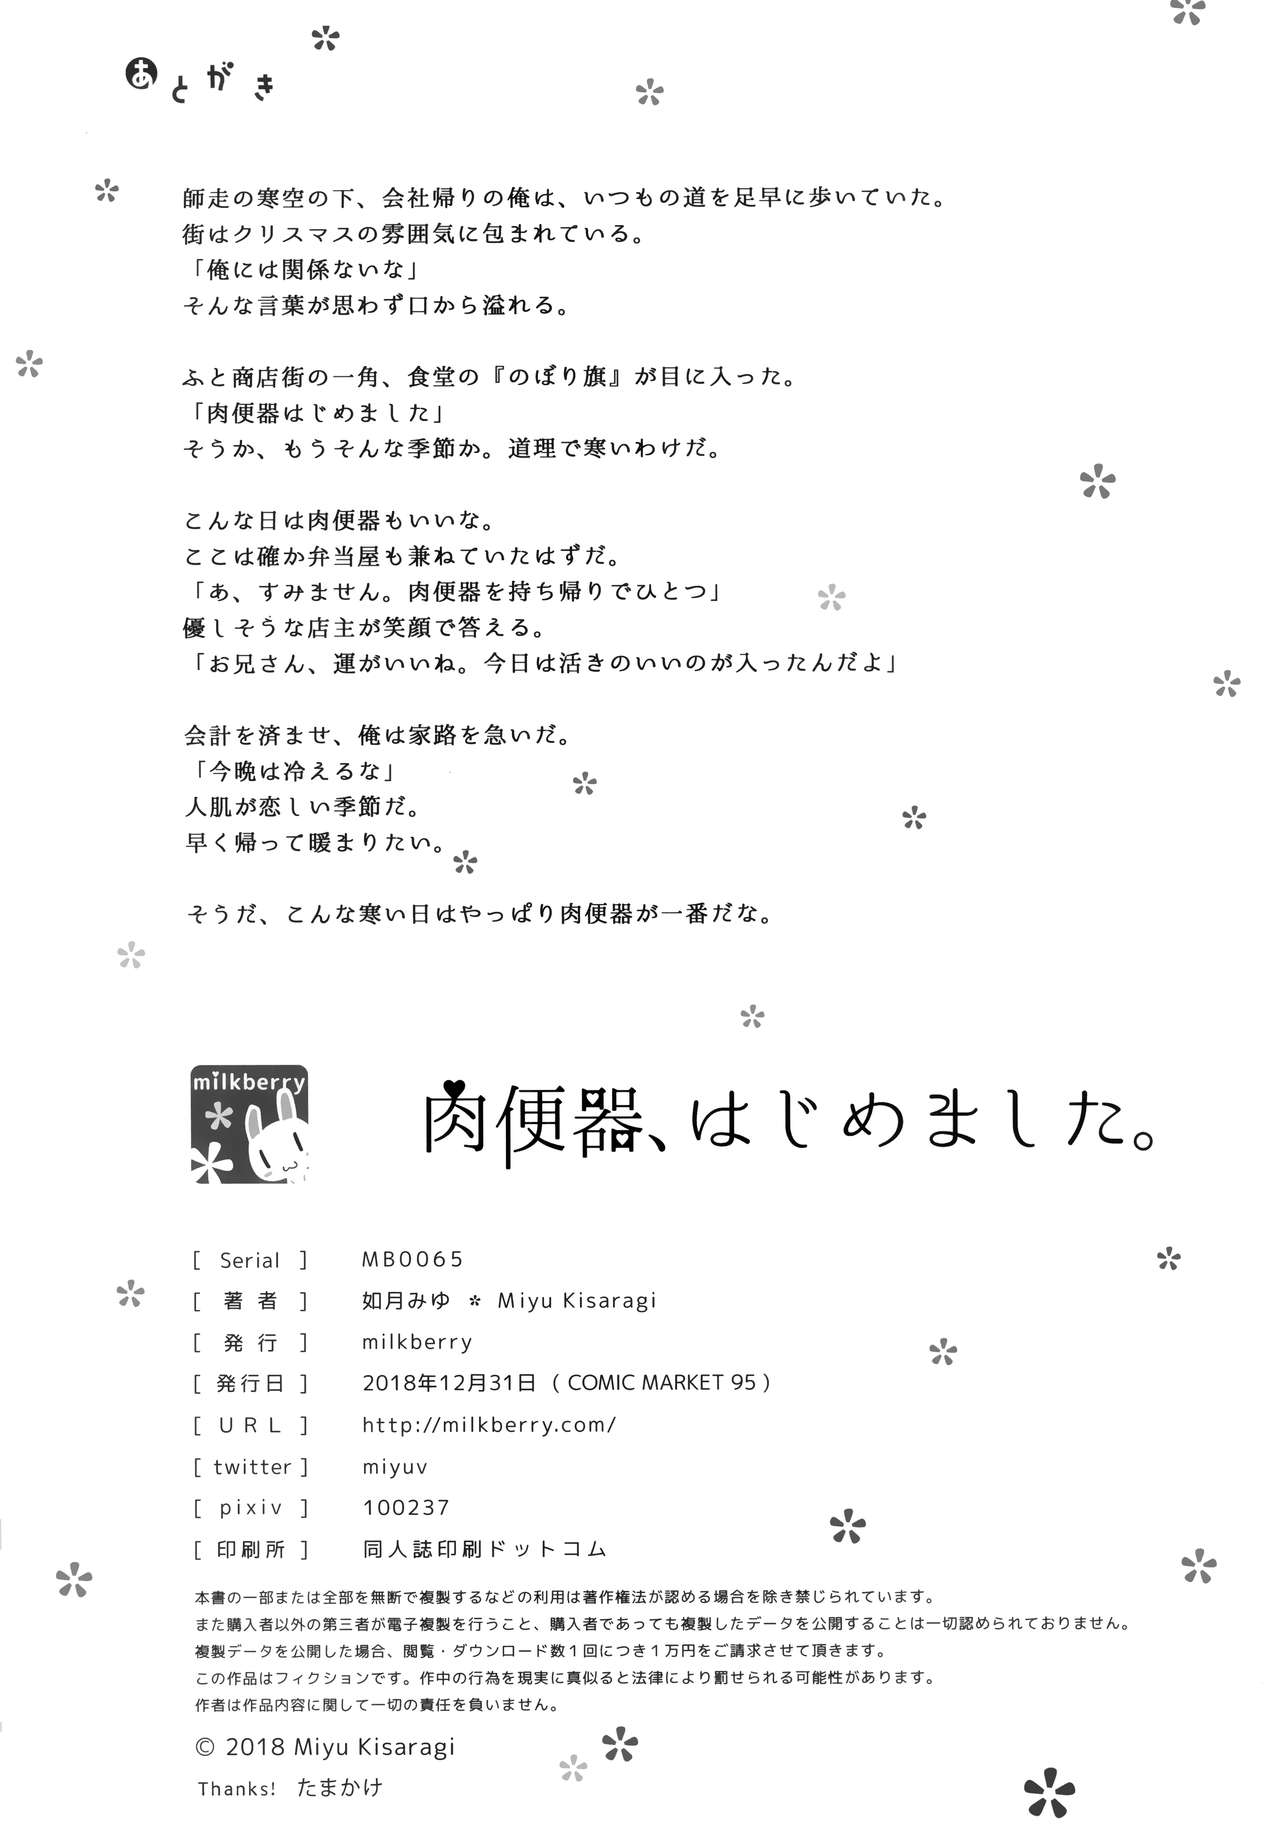 あとがき
師走の寒空の下、会社帰りの俺は、いつもの道を足早に歩いていた。
街はクリスマスの雰囲気に包まれている。
「俺には関係ないな」
そんな言葉が思わず口から溢れる。
ふと商店街の一角、食堂の『のぼり旗』が目に入った。
「肉便器はじめました」
そうか、もうそんな季節か。道理で寒いわけだ。
こんな日は肉便器もいいな。
ここは確か弁当屋も兼ねていたはずだ。
「あ、すみません。肉便器を持ち帰りでひとつ」
優しそうな店主が笑顔で答える。
「お兄さん、運がいいね。今日は活きのいいのが入ったんだよ」
会計を済ませ、俺は家路を急いだ。
「今晩は冷えるな」
人肌が恋しい季節だ。
早く帰って暖まりたい。
そうだ、こんな寒い日はやっぱり肉便器が一番だな。
milkberry
肉便器、はじめました。
[ Serial ] MB0065
[ 著者 ] 如月みゆ * Miyu Kisaragi
[ 発行 ] milkberry
[ 発行日 ] 2018年12月31日 ( COMIC MARKET 95 )
[ URL ] http://milkberry.com/
[ twitter ] miyuv
[ pixiv ] 100237
[ 印刷所 ] 同人誌印刷ドットコム
本書の一部または全部を無断で複製するなどの利用は著作権法が認める場合を除き禁じられています。
また購入者以外の第三者が電子複製を行うこと、購入者であっても複製したデータを公開することは一切認められておりません。
複製データを公開した場合、閲覧・ダウンロード数１回につき１万円をご請求させて頂きます。
この作品はフィクションです。作中の行為を現実に真似ると法律により罰せられる可能性があります。
作者は作品内容に関して一切の責任を負いません。
© 2018 Miyu Kisaragi
Thanks! たまかけ